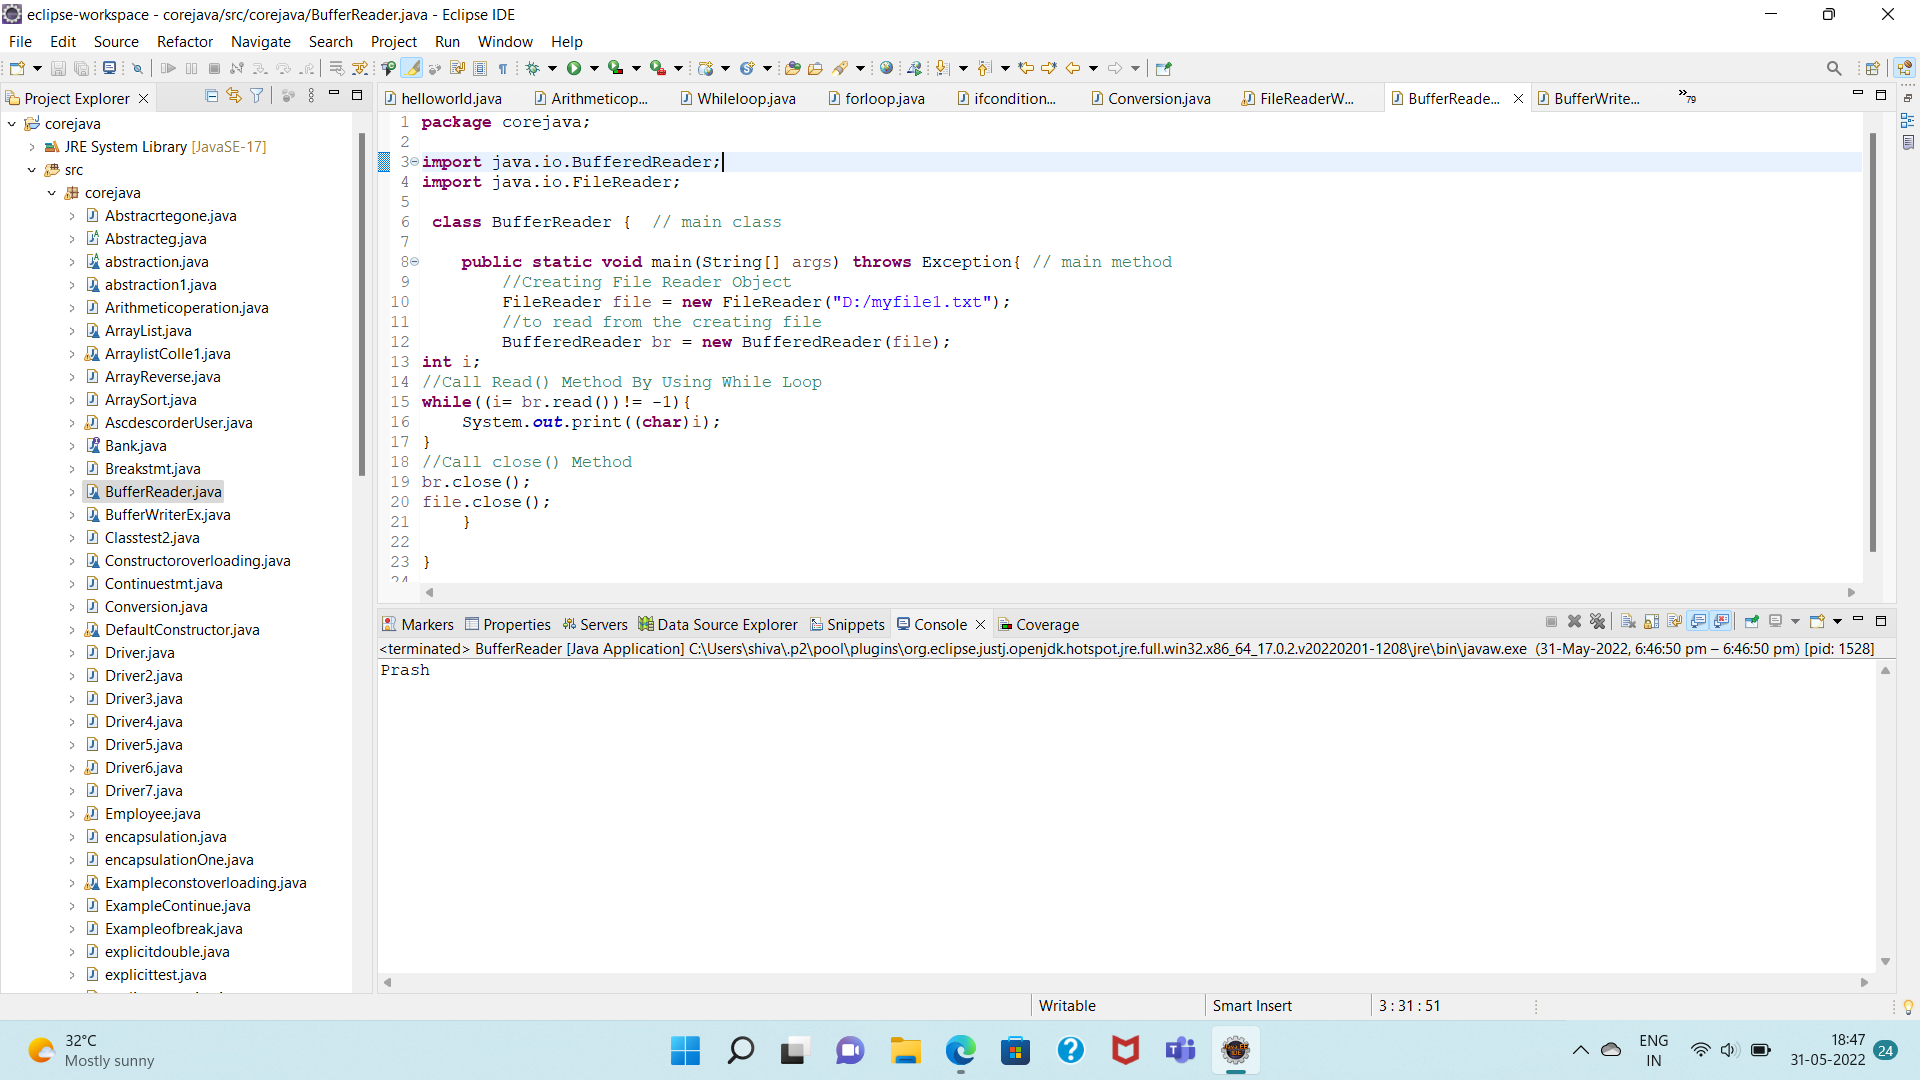 eclipse-workspace - corejava/src/corejava/BufferReader.java - Eclipse IDE
File Edit Source Refactor Navigate Search Project Run Window Help
Project Explorer
helloworld.java Arithmeticop... Whileloop.java forloop.java ifcondition... Conversion.java FileReaderW... BufferReade... BufferWrite... »79
corejava
JRE System Library [JavaSE-17]
src
corejava
Abstracrtegone.java
Abstracteg.java
abstraction.java
abstraction1.java
Arithmeticoperation.java
ArrayList.java
ArraylistColle1.java
ArrayReverse.java
ArraySort.java
AscdescorderUser.java
Bank.java
Breakstmt.java
BufferReader.java
BufferWriterEx.java
Classtest2.java
Constructoroverloading.java
Continuestmt.java
Conversion.java
DefaultConstructor.java
Driver.java
Driver2.java
Driver3.java
Driver4.java
Driver5.java
Driver6.java
Driver7.java
Employee.java
encapsulation.java
encapsulationOne.java
Exampleconstoverloading.java
ExampleContinue.java
Exampleofbreak.java
explicitdouble.java
explicittest.java
1 package corejava;
2
3 import java.io.BufferedReader;
4 import java.io.FileReader;
5
6 class BufferReader { // main class
7
8 public static void main(String[] args) throws Exception{ // main method
9 //Creating File Reader Object
10 FileReader file = new FileReader("D:/myfile1.txt");
11 //to read from the creating file
12 BufferedReader br = new BufferedReader(file);
13 int i;
14 //Call Read() Method By Using While Loop
15 while((i= br.read())!= -1){
16 System.out.print((char)i);
17 }
18 //Call close() Method
19 br.close();
20 file.close();
21 }
22
23 }
24
Markers Properties Servers Data Source Explorer Snippets Console Coverage
<terminated> BufferReader [Java Application] C:\Users\shiva\.p2\pool\plugins\org.eclipse.justj.openjdk.hotspot.jre.full.win32.x86_64_17.0.2.v20220201-1208\jre\bin\javaw.exe (31-May-2022, 6:46:50 pm – 6:46:50 pm) [pid: 1528]
Prash
Writable Smart Insert 3 : 31 : 51
32°C
Mostly sunny
ENG
IN
18:47
31-05-2022
24